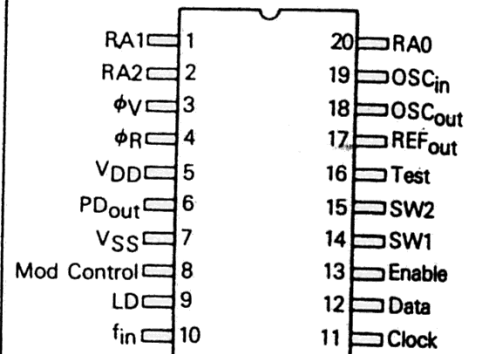 RA1 1 20 RA0
RA2 2 19 OSCin
ϕV 3 18 OSCout
ϕR 4 17 REFout
VDD 5 16 Test
PDout 6 15 SW2
VSS 7 14 SW1
Mod Control 8 13 Enable
LD 9 12 Data
fin 10 11 Clock